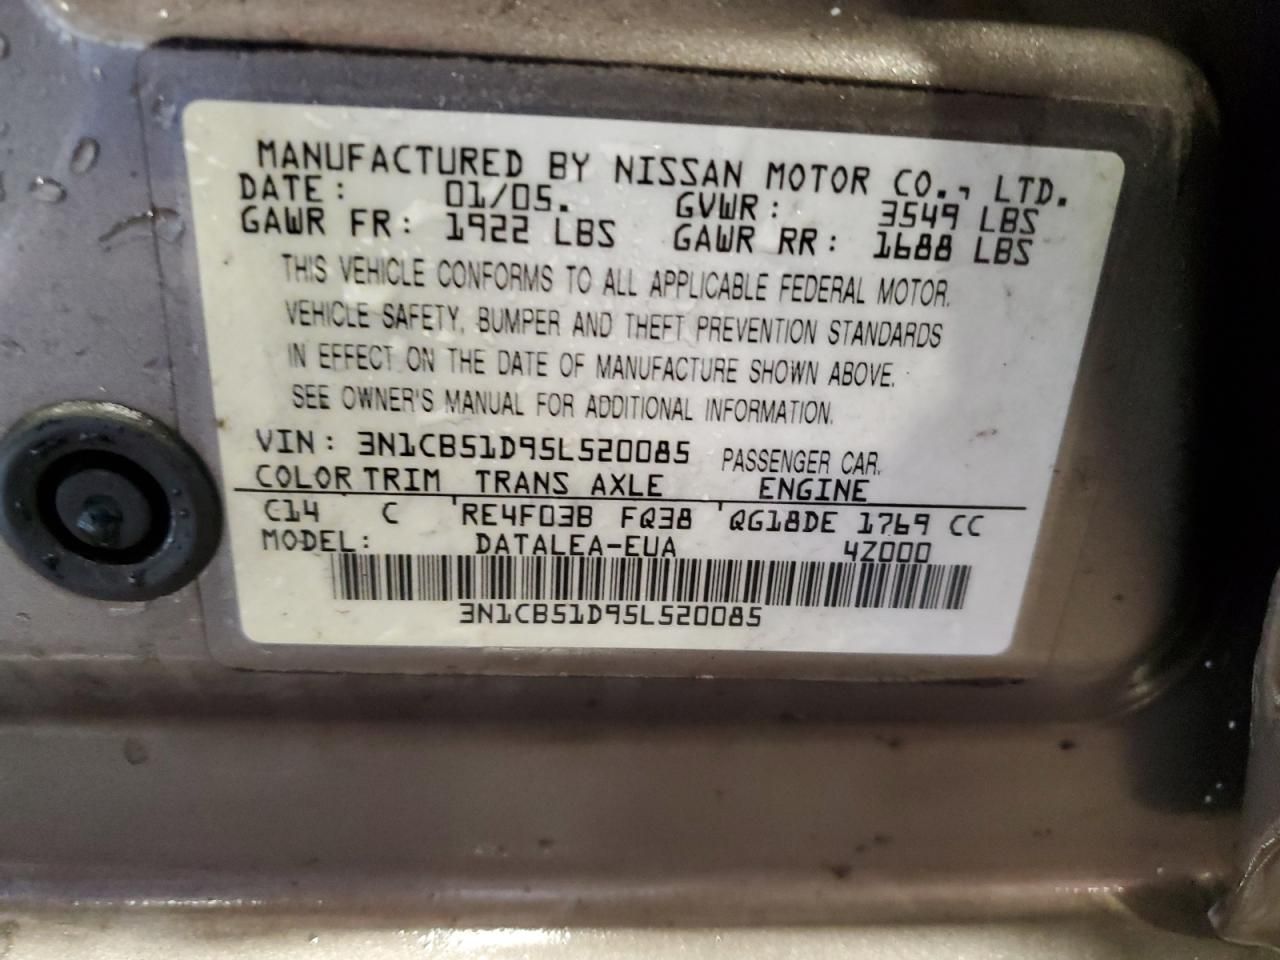 MANUFACTURED BY NISSAN MOTOR CO., LTD.
DATE: 01/05. GVWR: 3549 LBS
GAWR FR: 1922 LBS GAWR RR: 1688 LBS
THIS VEHICLE CONFORMS TO ALL APPLICABLE FEDERAL MOTOR.
VEHICLE SAFETY, BUMPER AND THEFT PREVENTION STANDARDS
IN EFFECT ON THE DATE OF MANUFACTURE SHOWN ABOVE.
SEE OWNER'S MANUAL FOR ADDITIONAL INFORMATION.
VIN: 3N1CB51D95L520085 PASSENGER CAR.
COLOR TRIM TRANS AXLE ENGINE
C14 C RE4F03B FQ38 QG18DE 1769 CC
MODEL: DATALEA-EUA 4Z000
3N1CB51D95L520085